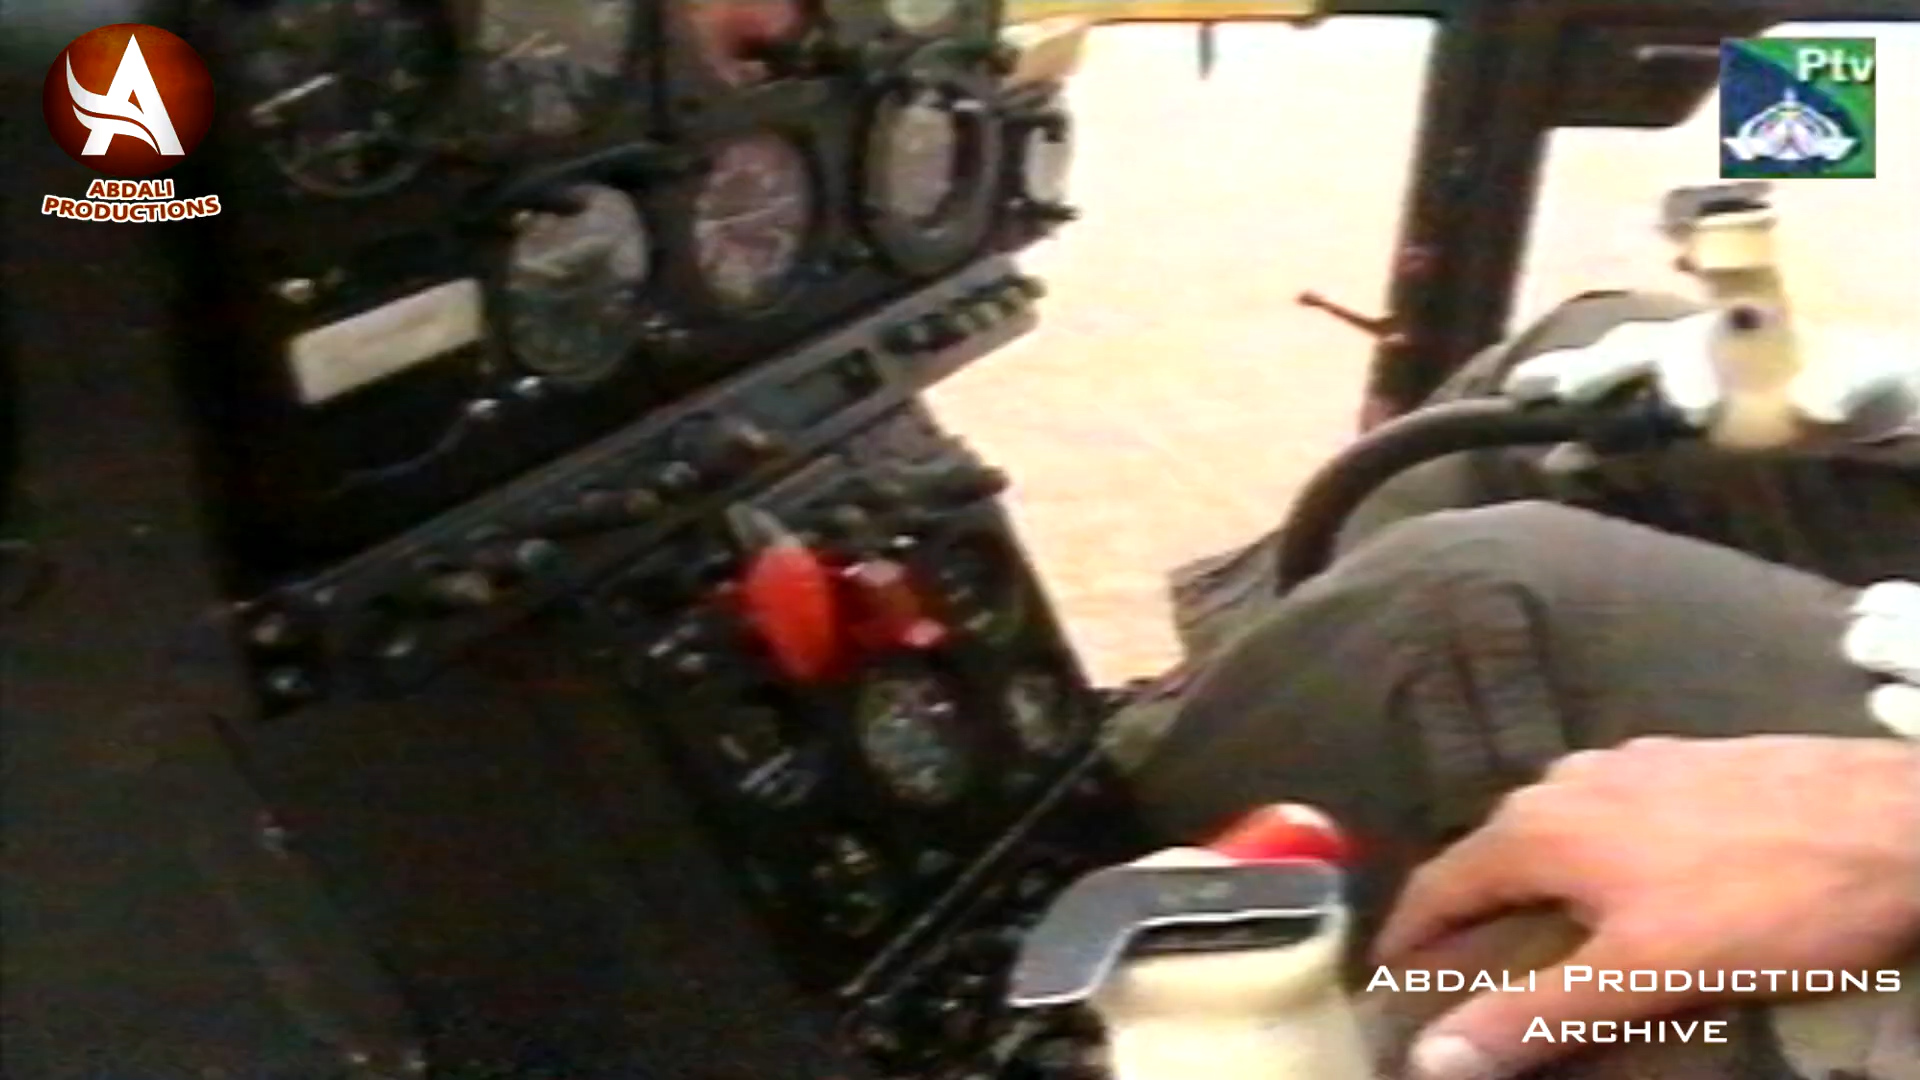 ABDALI
PRODUCTIONS
Ptv
ABDALI PRODUCTIONS
ARCHIVE